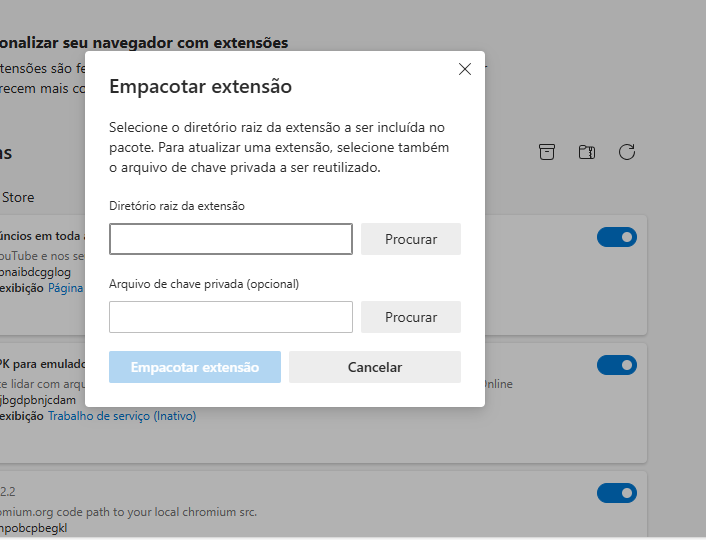 onalizar seu navegador com extensões
tensões são fe
recem mais co
Empacotar extensão
Selecione o diretório raiz da extensão a ser incluída no
pacote. Para atualizar uma extensão, selecione também
o arquivo de chave privada a ser reutilizado.
Diretório raiz da extensão
Procurar
Arquivo de chave privada (opcional)
Procurar
Empacotar extensão
Cancelar
as
Store
úncios em toda a
ouTube e nos se
onaibdcgglog
exibição Página
PK para emulado
te lidar com arqu
Online
jbgdpbnjcdam
exibição Trabalho de serviço (Inativo)
2.2
omium.org code path to your local chromium src.
npobcpbegkl